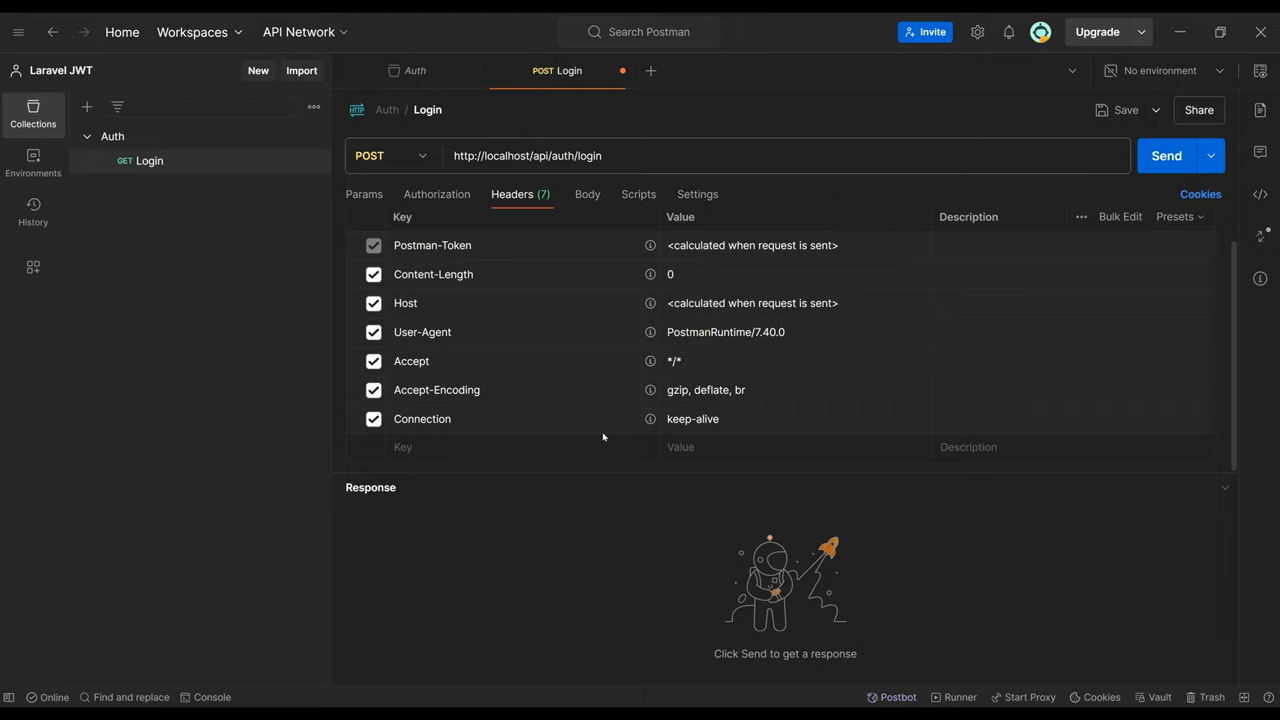 Home Workspaces API Network Search Postman Invite Upgrade
Laravel JWT New Import Auth POST Login No environment
Collections
Environments
History
Auth
GET Login
HTTP Auth / Login Save Share
POST http://localhost/api/auth/login Send
Params Authorization Headers (7) Body Scripts Settings Cookies
Key Value Description Bulk Edit Presets
Postman-Token <calculated when request is sent>
Content-Length 0
Host <calculated when request is sent>
User-Agent PostmanRuntime/7.40.0
Accept */*
Accept-Encoding gzip, deflate, br
Connection keep-alive
Key Value Description
Response
Click Send to get a response
Online Find and replace Console Postbot Runner Start Proxy Cookies Vault Trash